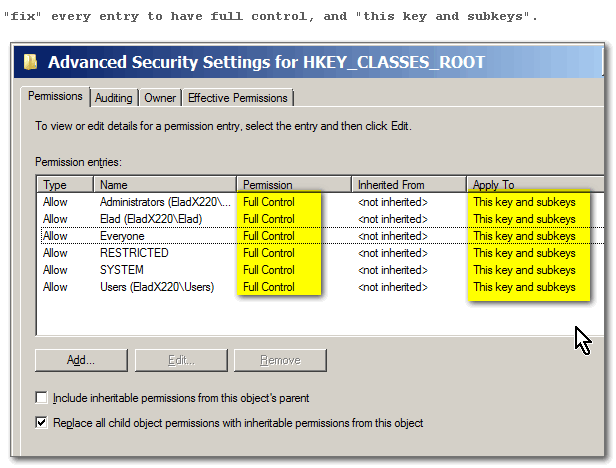 "fix" every entry to have full control, and "this key and subkeys".
Advanced Security Settings for HKEY_CLASSES_ROOT
Permissions Auditing Owner Effective Permissions
To view or edit details for a permission entry, select the entry and then click Edit.
Permission entries:
Type Name Permission Inherited From Apply To
Allow Administrators (EladX220\... Full Control <not inherited> This key and subkeys
Allow Elad (EladX220\Elad) Full Control <not inherited> This key and subkeys
Allow Everyone Full Control <not inherited> This key and subkeys
Allow RESTRICTED Full Control <not inherited> This key and subkeys
Allow SYSTEM Full Control <not inherited> This key and subkeys
Allow Users (EladX220\Users) Full Control <not inherited> This key and subkeys
Add... Edit... Remove
Include inheritable permissions from this object's parent
Replace all child object permissions with inheritable permissions from this object